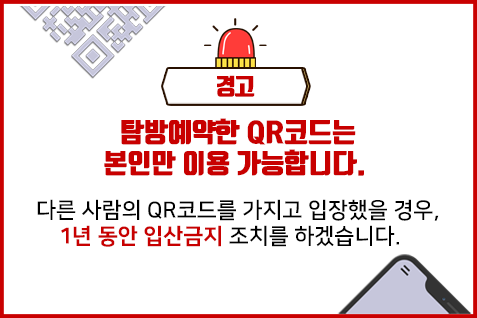 경고
탐방예약한 QR코드는
본인만 이용 가능합니다.
다른 사람의 QR코드를 가지고 입장했을 경우,
1년 동안 입산금지 조치를 하겠습니다.